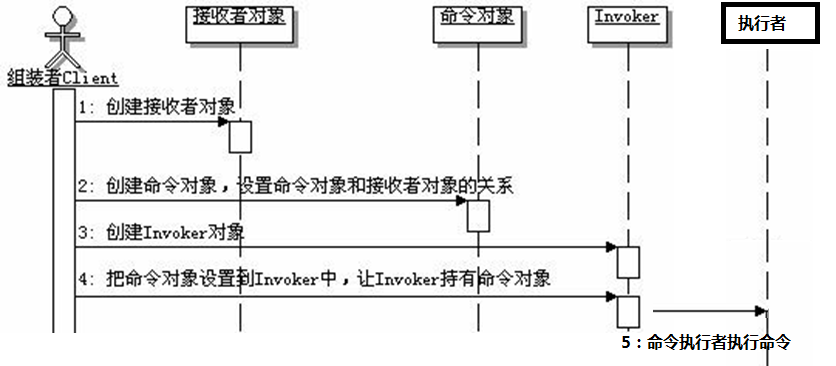 接收者对象
命令对象
Invoker
执行者
组装者Client
1: 创建接收者对象
2: 创建命令对象，设置命令对象和接收者对象的关系
3: 创建Invoker对象
4: 把命令对象设置到Invoker中，让Invoker持有命令对象
5：命令执行者执行命令